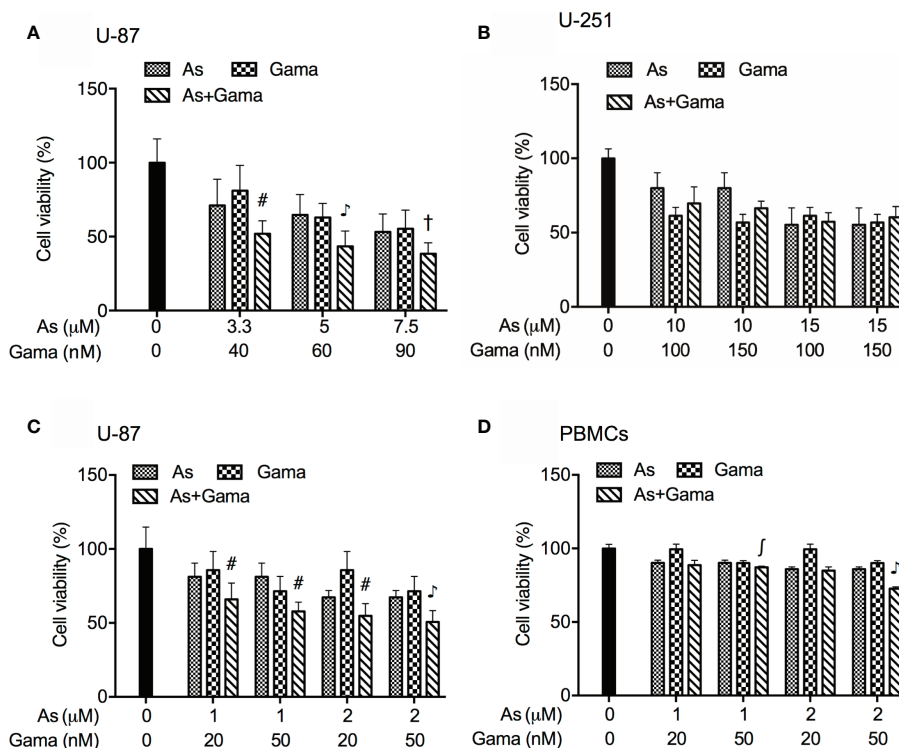 A U-87
As Gama
As+Gama
150
100
50
0
Cell viability (%)
# ♪ †
As (μM) 0 3.3 5 7.5
Gama (nM) 0 40 60 90
B U-251
As Gama
As+Gama
150
100
50
0
Cell viablity (%)
As (μM) 0 10 10 15 15
Gama (nM) 0 100 150 100 150
C U-87
As Gama
As+Gama
150
100
50
0
Cell viability (%)
# # # ♪
As (μM) 0 1 1 2 2
Gama (nM) 0 20 50 20 50
D PBMCs
As Gama
As+Gama
150
100
50
0
Cell viability (%)
∫ ♪
As (μM) 0 1 1 2 2
Gama (nM) 0 20 50 20 50